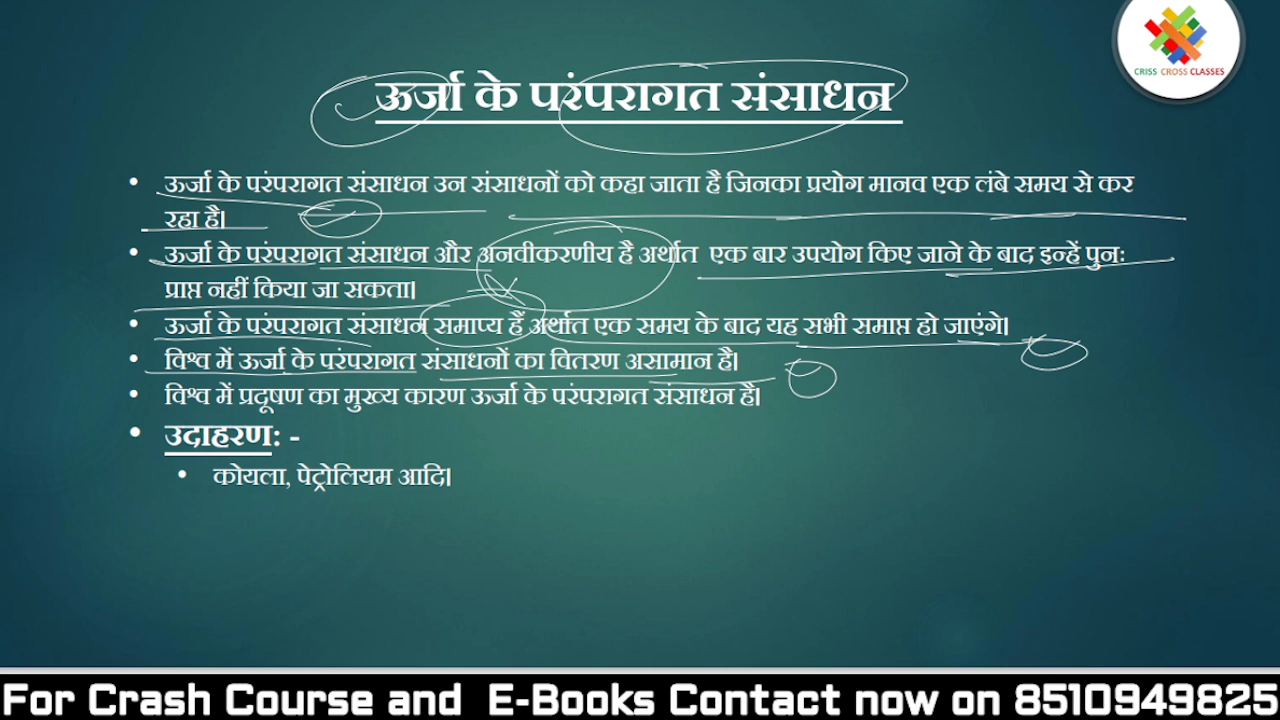 CRISS CROSS CLASSES
ऊर्जा के परंपरागत संसाधन
• ऊर्जा के परंपरागत संसाधन उन संसाधनों को कहा जाता है जिनका प्रयोग मानव एक लंबे समय से कर
रहा है।
• ऊर्जा के परंपरागत संसाधन और अनवीकरणीय है अर्थात एक बार उपयोग किए जाने के बाद इन्हें पुनः
प्राप्त नहीं किया जा सकता।
• ऊर्जा के परंपरागत संसाधन समाप्य हैं अर्थात एक समय के बाद यह सभी समाप्त हो जाएंगे।
• विश्व में ऊर्जा के परंपरागत संसाधनों का वितरण असामान है।
• विश्व में प्रदूषण का मुख्य कारण ऊर्जा के परंपरागत संसाधन है।
• उदाहरण: -
• कोयला, पेट्रोलियम आदि।
For Crash Course and E-Books Contact now on 8510949825